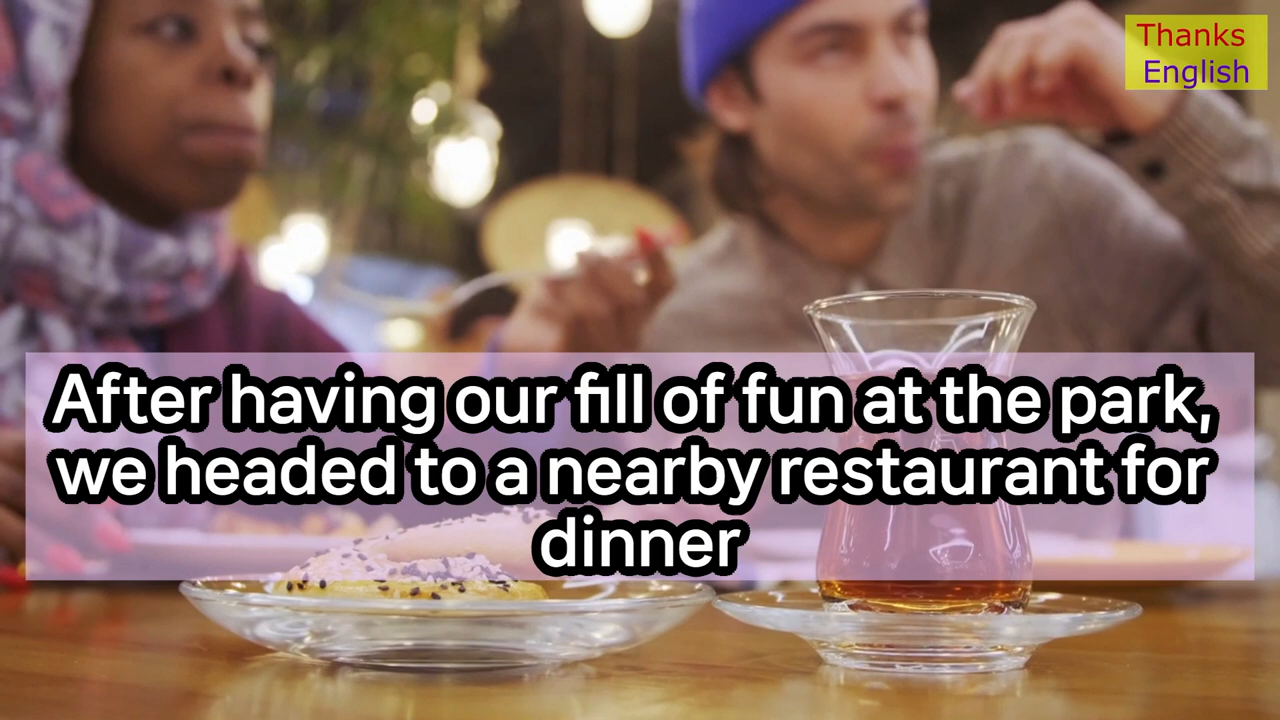 Thanks
English
After having our fill of fun at the park,
we headed to a nearby restaurant for
dinner